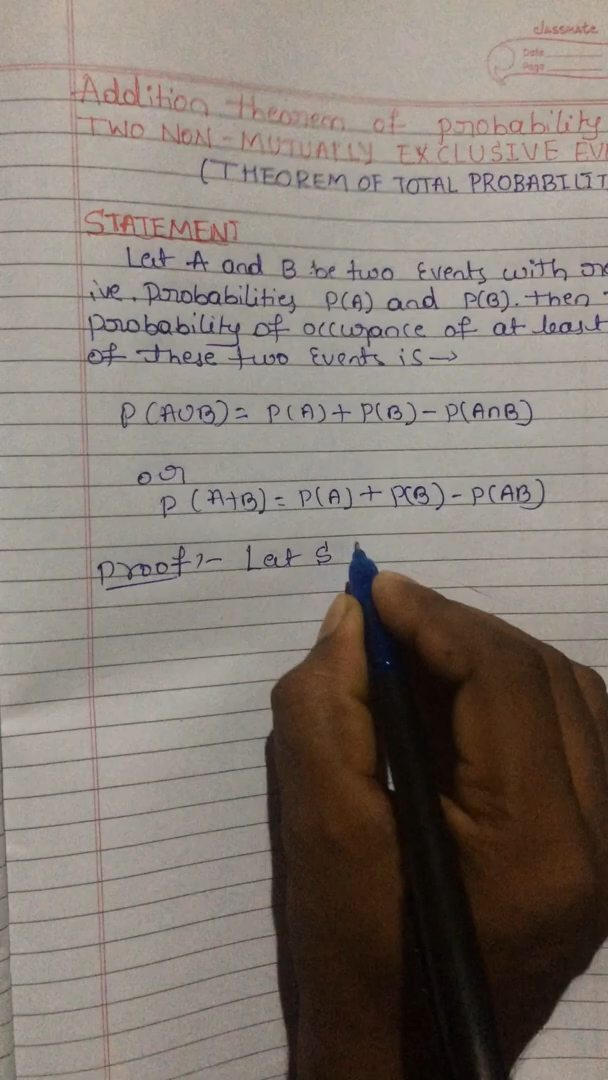 classmate
Date
Page
Addition theorem of probability
TWO NON-MUTUALLY EXCLUSIVE EVE
(THEOREM OF TOTAL PROBABILIT
STATEMENT
Let A and B be two Events with
ive. Probabilities P(A) and P(B). then
probability of occurance of at least
of these two Events is →
P (A∪B) = P(A) + P(B) - P(A∩B)
or
P (A+B) = P(A) + P(B) - P(AB)
Proof:- Let S